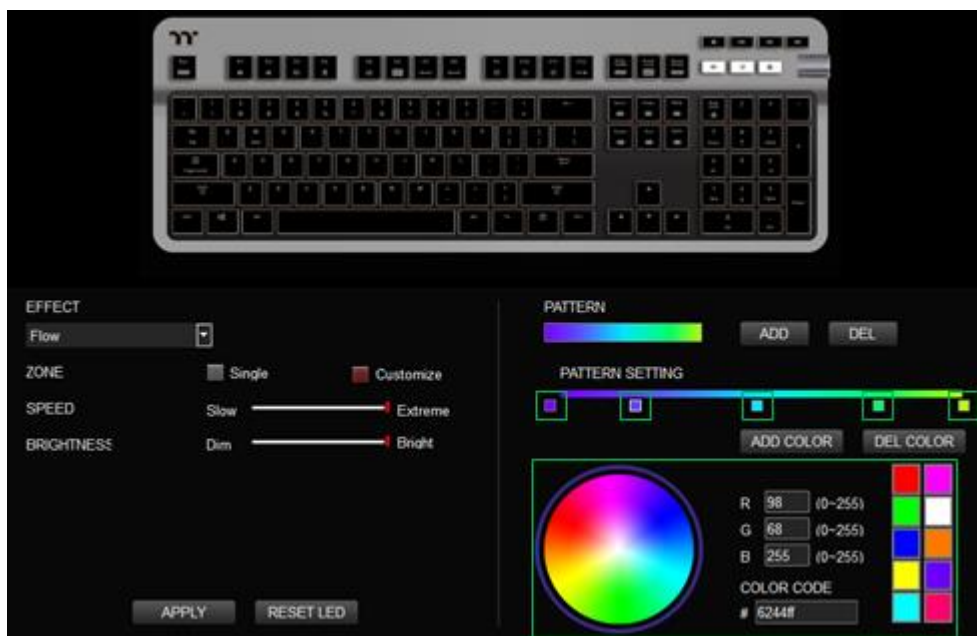 EFFECT
Flow
ZONE
Single
Customize
SPEED
Slow
Extreme
BRIGHTNESS
Dim
Bright
APPLY
RESET LED
PATTERN
ADD
DEL
PATTERN SETTING
ADD COLOR
DEL COLOR
R 98 (0~255)
G 68 (0~255)
B 255 (0~255)
COLOR CODE
# 6244ff